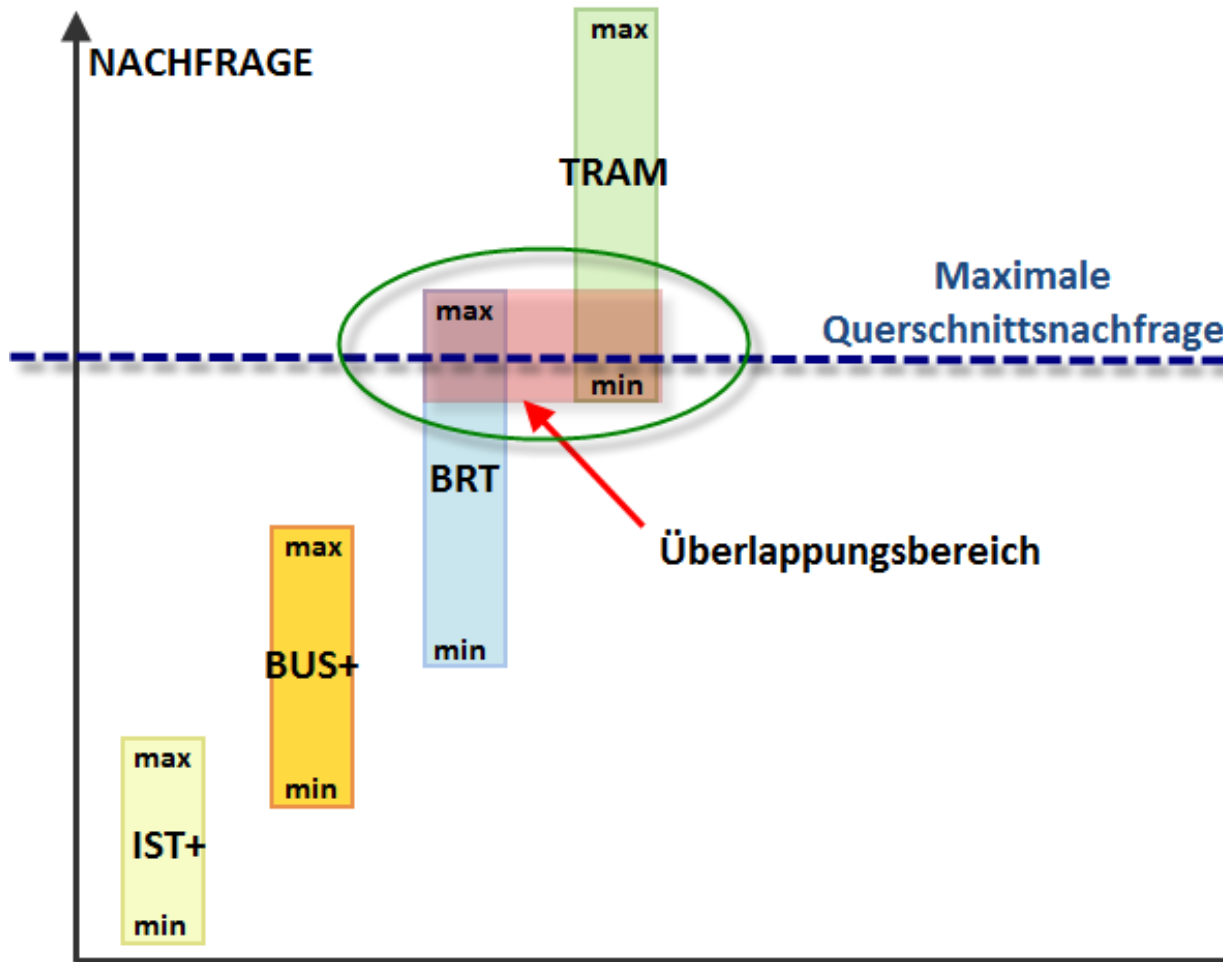 NACHFRAGE
max
TRAM
min
Maximale
Querschnittsnachfrage
max
BRT
min
Überlappungsbereich
max
BUS+
min
max
IST+
min